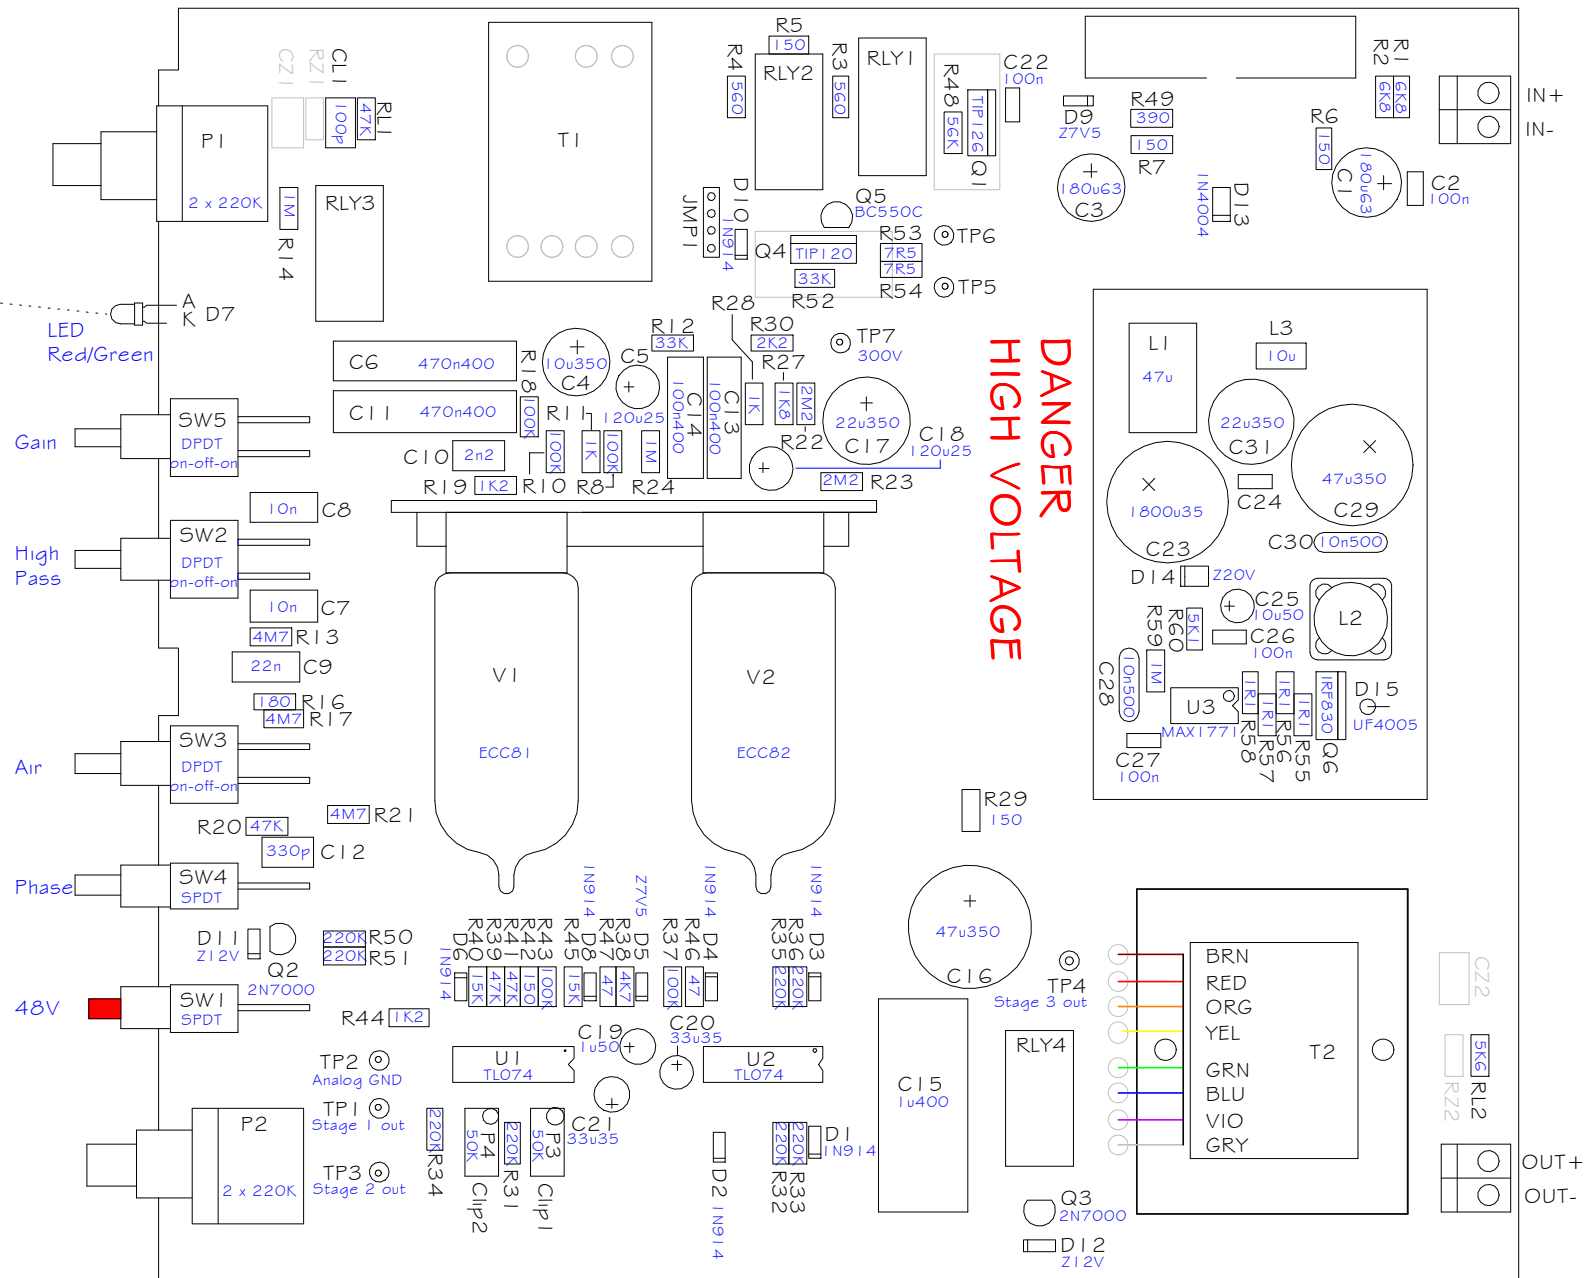 R5
150
R4
560
RLY2
R3
560
RLY1
R48
56K
TIP126
Q1
C22
100n
D9
Z7V5
R49
390
150
R7
R2
R1
6K8
6K8
IN+
IN-
R6
150
180u63
C1
C2
100n
180u63
C3
1N4004
D13
CZ1
RZ1
CL1
100p
47K
RL1
P1
2 x 220K
1M
R14
RLY3
T1
JMP1
D10
1N914
Q5
BC550C
Q4
TIP120
33K
R52
R53
7R5
7R5
R54
TP6
TP5
A
K
D7
LED
Red/Green
C6
470n400
C11
470n400
R18
100K
10u350
C4
C5
120u25
R12
33K
R28
R30
2K2
R27
TP7
300V
C14
100n400
C13
100n400
1K
1K8
2M2
R22
22u350
C17
C18
120u25
2M2
R23
R11
100K
1K
100K
1M
C10
2n2
R19
1K2
R10
R8
R24
DANGER
HIGH VOLTAGE
L1
47u
L3
10u
22u350
C31
1800u35
C23
C24
47u350
C29
C30
10n500
D14
Z20V
C25
10u50
C26
100n
L2
R59
1M
R60
5K1
C28
10n500
U3
MAX1771
C27
100n
1R1
1R1
1R1
1R1
R58
R57
R56
R55
IRF830
Q6
D15
UF4005
Gain
SW5
DPDT
on-off-on
10n
C8
High
Pass
SW2
DPDT
on-off-on
10n
C7
4M7
R13
22n
C9
180
R16
4M7
R17
Air
SW3
DPDT
on-off-on
4M7
R21
R20
47K
330p
C12
Phase
SW4
SPDT
V1
ECC81
V2
ECC82
R29
150
D11
Z12V
Q2
2N7000
220K
R50
220K
R51
48V
SW1
SPDT
R44
1K2
D6
1N914
R40
15K
R39
47K
R41
47K
R42
150
R43
100K
R45
15K
D8
1N914
R47
47
R38
4K7
D5
Z7V5
R37
100K
R46
47
D4
1N914
R35
220K
R36
220K
D3
1N914
47u350
C16
TP4
Stage 3 out
TP2
Analog GND
TP1
Stage 1 out
TP3
Stage 2 out
U1
TL074
C19
1u50
C20
33u35
C21
33u35
U2
TL074
P2
2 x 220K
220K
R34
P4
50K
Clip2
220K
R31
P3
50K
Clip1
D2
1N914
220K
R32
220K
R33
D1
1N914
C15
1u400
RLY4
Q3
2N7000
D12
Z12V
BRN
RED
ORG
YEL
GRN
BLU
VIO
GRY
T2
CZ2
RZ2
5K6
RL2
OUT+
OUT-